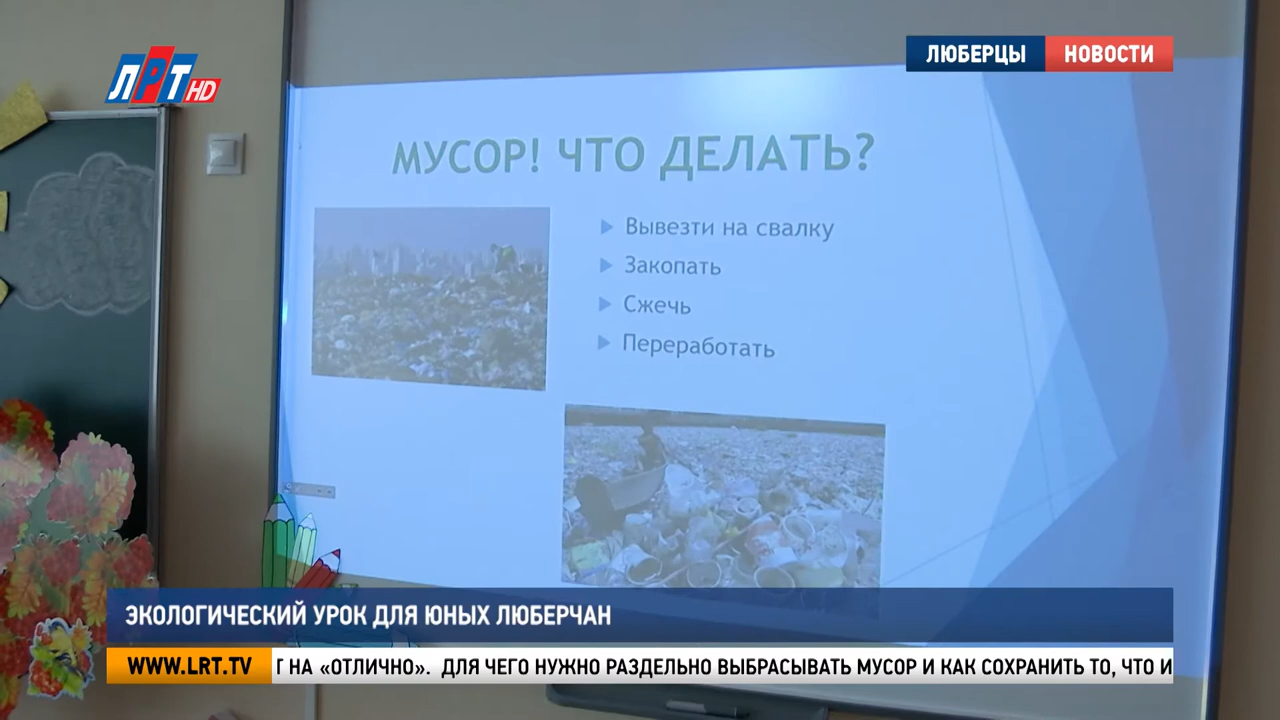 ЛРТ HD
ЛЮБЕРЦЫ НОВОСТИ
МУСОР! ЧТО ДЕЛАТЬ?
Вывезти на свалку
Закопать
Сжечь
Переработать
ЭКОЛОГИЧЕСКИЙ УРОК ДЛЯ ЮНЫХ ЛЮБЕРЧАН
WWW.LRT.TV Т НА «ОТЛИЧНО». ДЛЯ ЧЕГО НУЖНО РАЗДЕЛЬНО ВЫБРАСЫВАТЬ МУСОР И КАК СОХРАНИТЬ ТО, ЧТО И